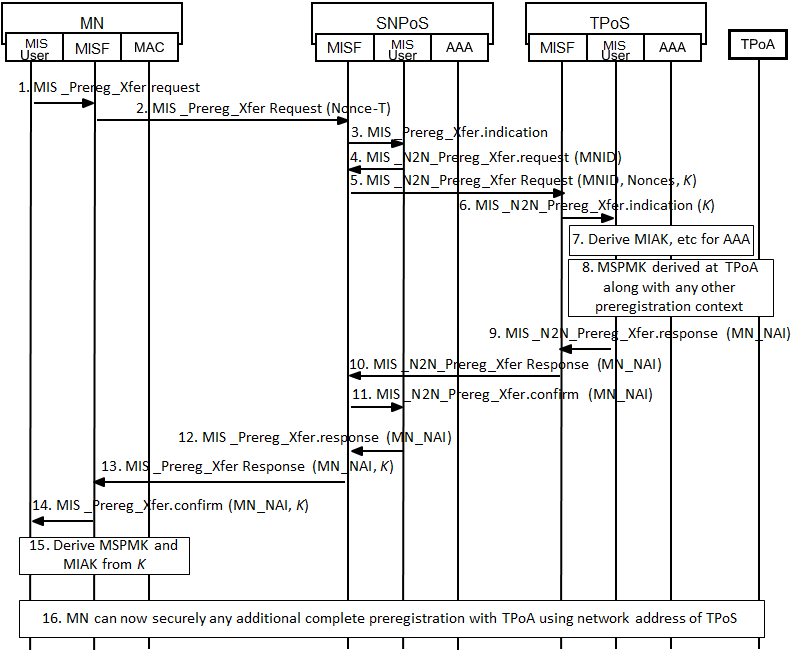 MN
SNPoS
TPoS
MIS
User
MISF
MAC
MISF
MIS
User
AAA
MISF
MIS
User
AAA
TPoA
1. MIS _Prereg_Xfer request
2. MIS _Prereg_Xfer Request (Nonce-T)
3. MIS _Prereg_Xfer.indication
4. MIS _N2N_Prereg_Xfer.request (MNID)
5. MIS _N2N_Prereg_Xfer Request (MNID, Nonces, K)
6. MIS _N2N_Prereg_Xfer.indication (K)
7. Derive MIAK, etc for AAA
8. MSPMK derived at TPoA
along with any other
preregistration context
9. MIS _N2N_Prereg_Xfer.response (MN_NAI)
10. MIS _N2N_Prereg_Xfer Response (MN_NAI)
11. MIS _N2N_Prereg_Xfer.confirm (MN_NAI)
12. MIS _Prereg_Xfer.response (MN_NAI)
13. MIS _Prereg_Xfer Response (MN_NAI, K)
14. MIS _Prereg_Xfer.confirm (MN_NAI, K)
15. Derive MSPMK and
MIAK from K
16. MN can now securely any additional complete preregistration with TPoA using network address of TPoS